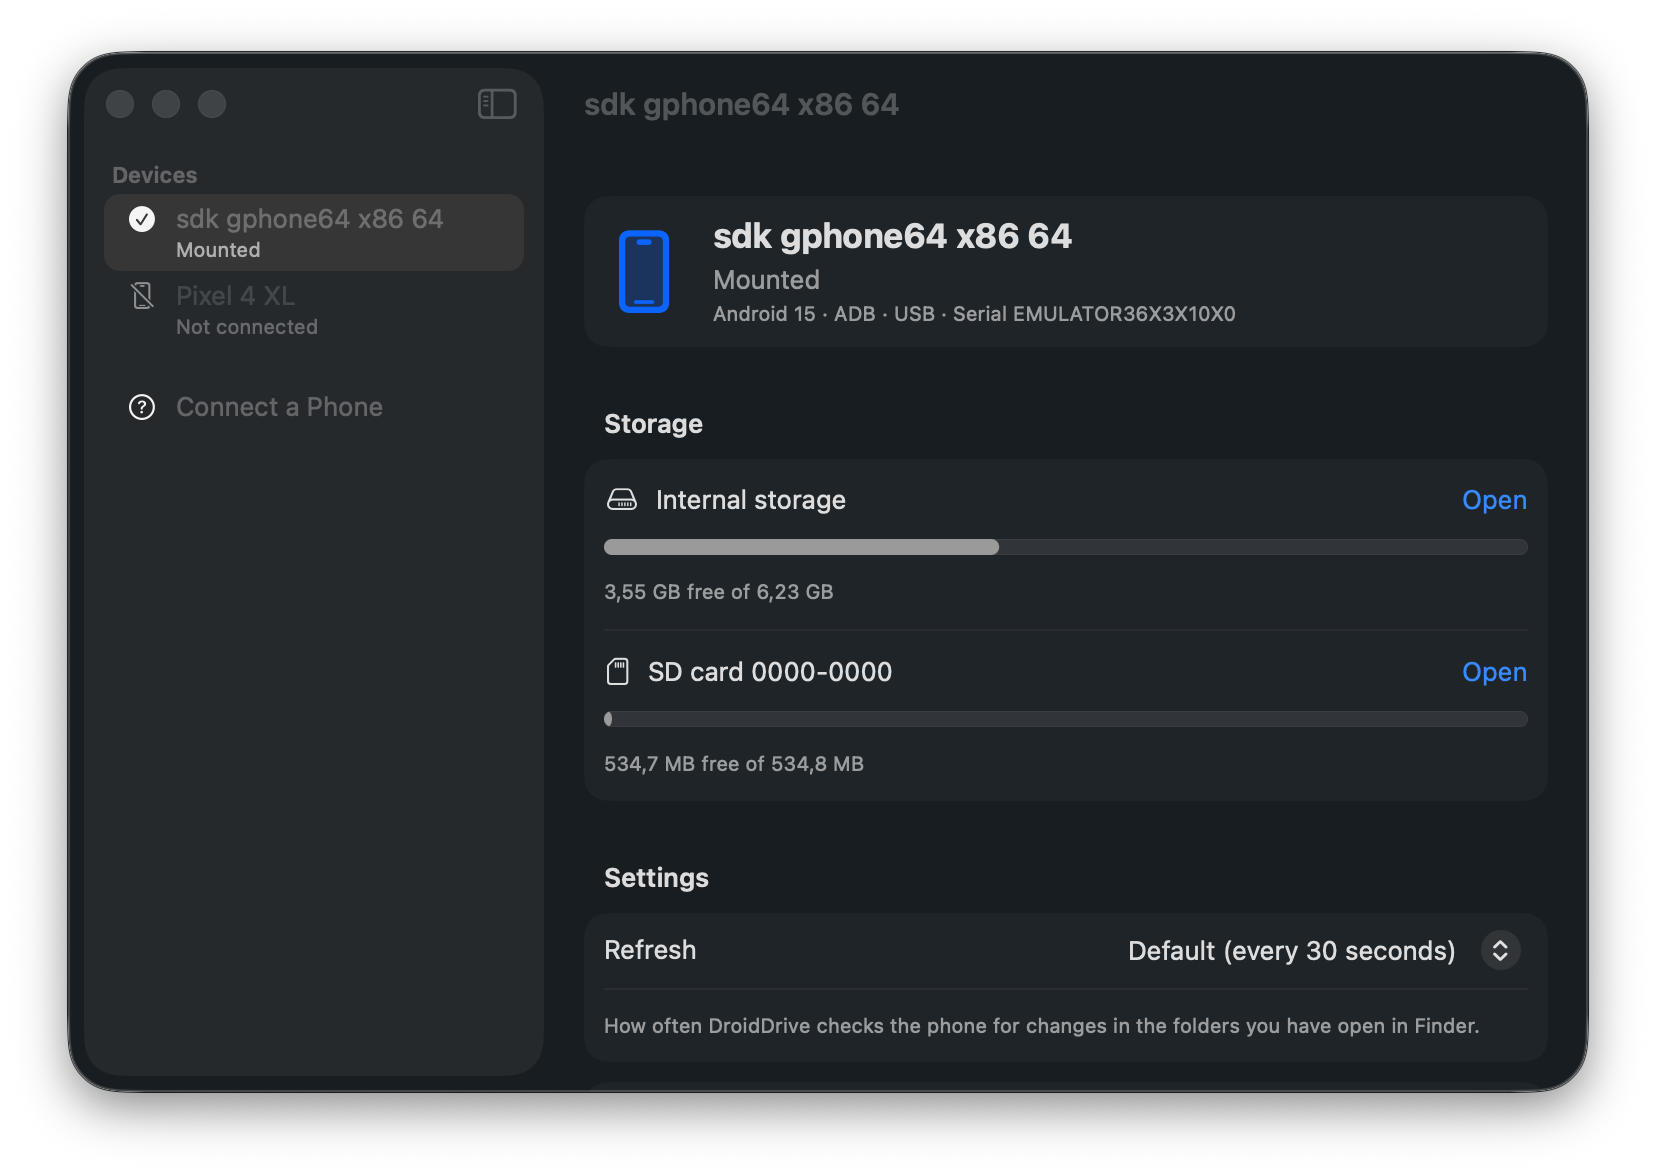 sdk gphone64 x86 64
Devices
sdk gphone64 x86 64
Mounted
Pixel 4 XL
Not connected
Connect a Phone
sdk gphone64 x86 64
Mounted
Android 15 · ADB · USB · Serial EMULATOR36X3X10X0
Storage
Internal storage
Open
3,55 GB free of 6,23 GB
SD card 0000-0000
Open
534,7 MB free of 534,8 MB
Settings
Refresh
Default (every 30 seconds)
How often DroidDrive checks the phone for changes in the folders you have open in Finder.